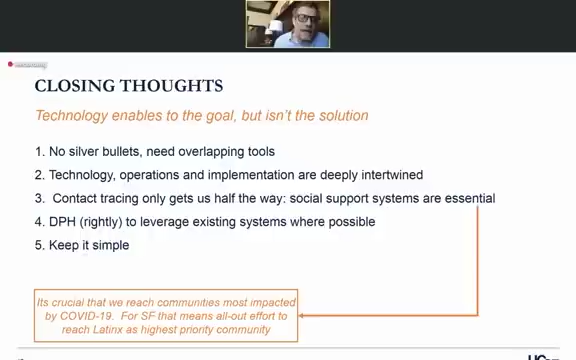 CLOSING THOUGHTS
Technology enables to the goal, but isn't the solution
1. No silver bullets, need overlapping tools
2. Technology, operations and implementation are deeply intertwined
3. Contact tracing only gets us half the way: social support systems are essential
4. DPH (rightly) to leverage existing systems where possible
5. Keep it simple
Its crucial that we reach communities most impacted
by COVID-19. For SF that means all-out effort to
reach Latinx as highest priority community